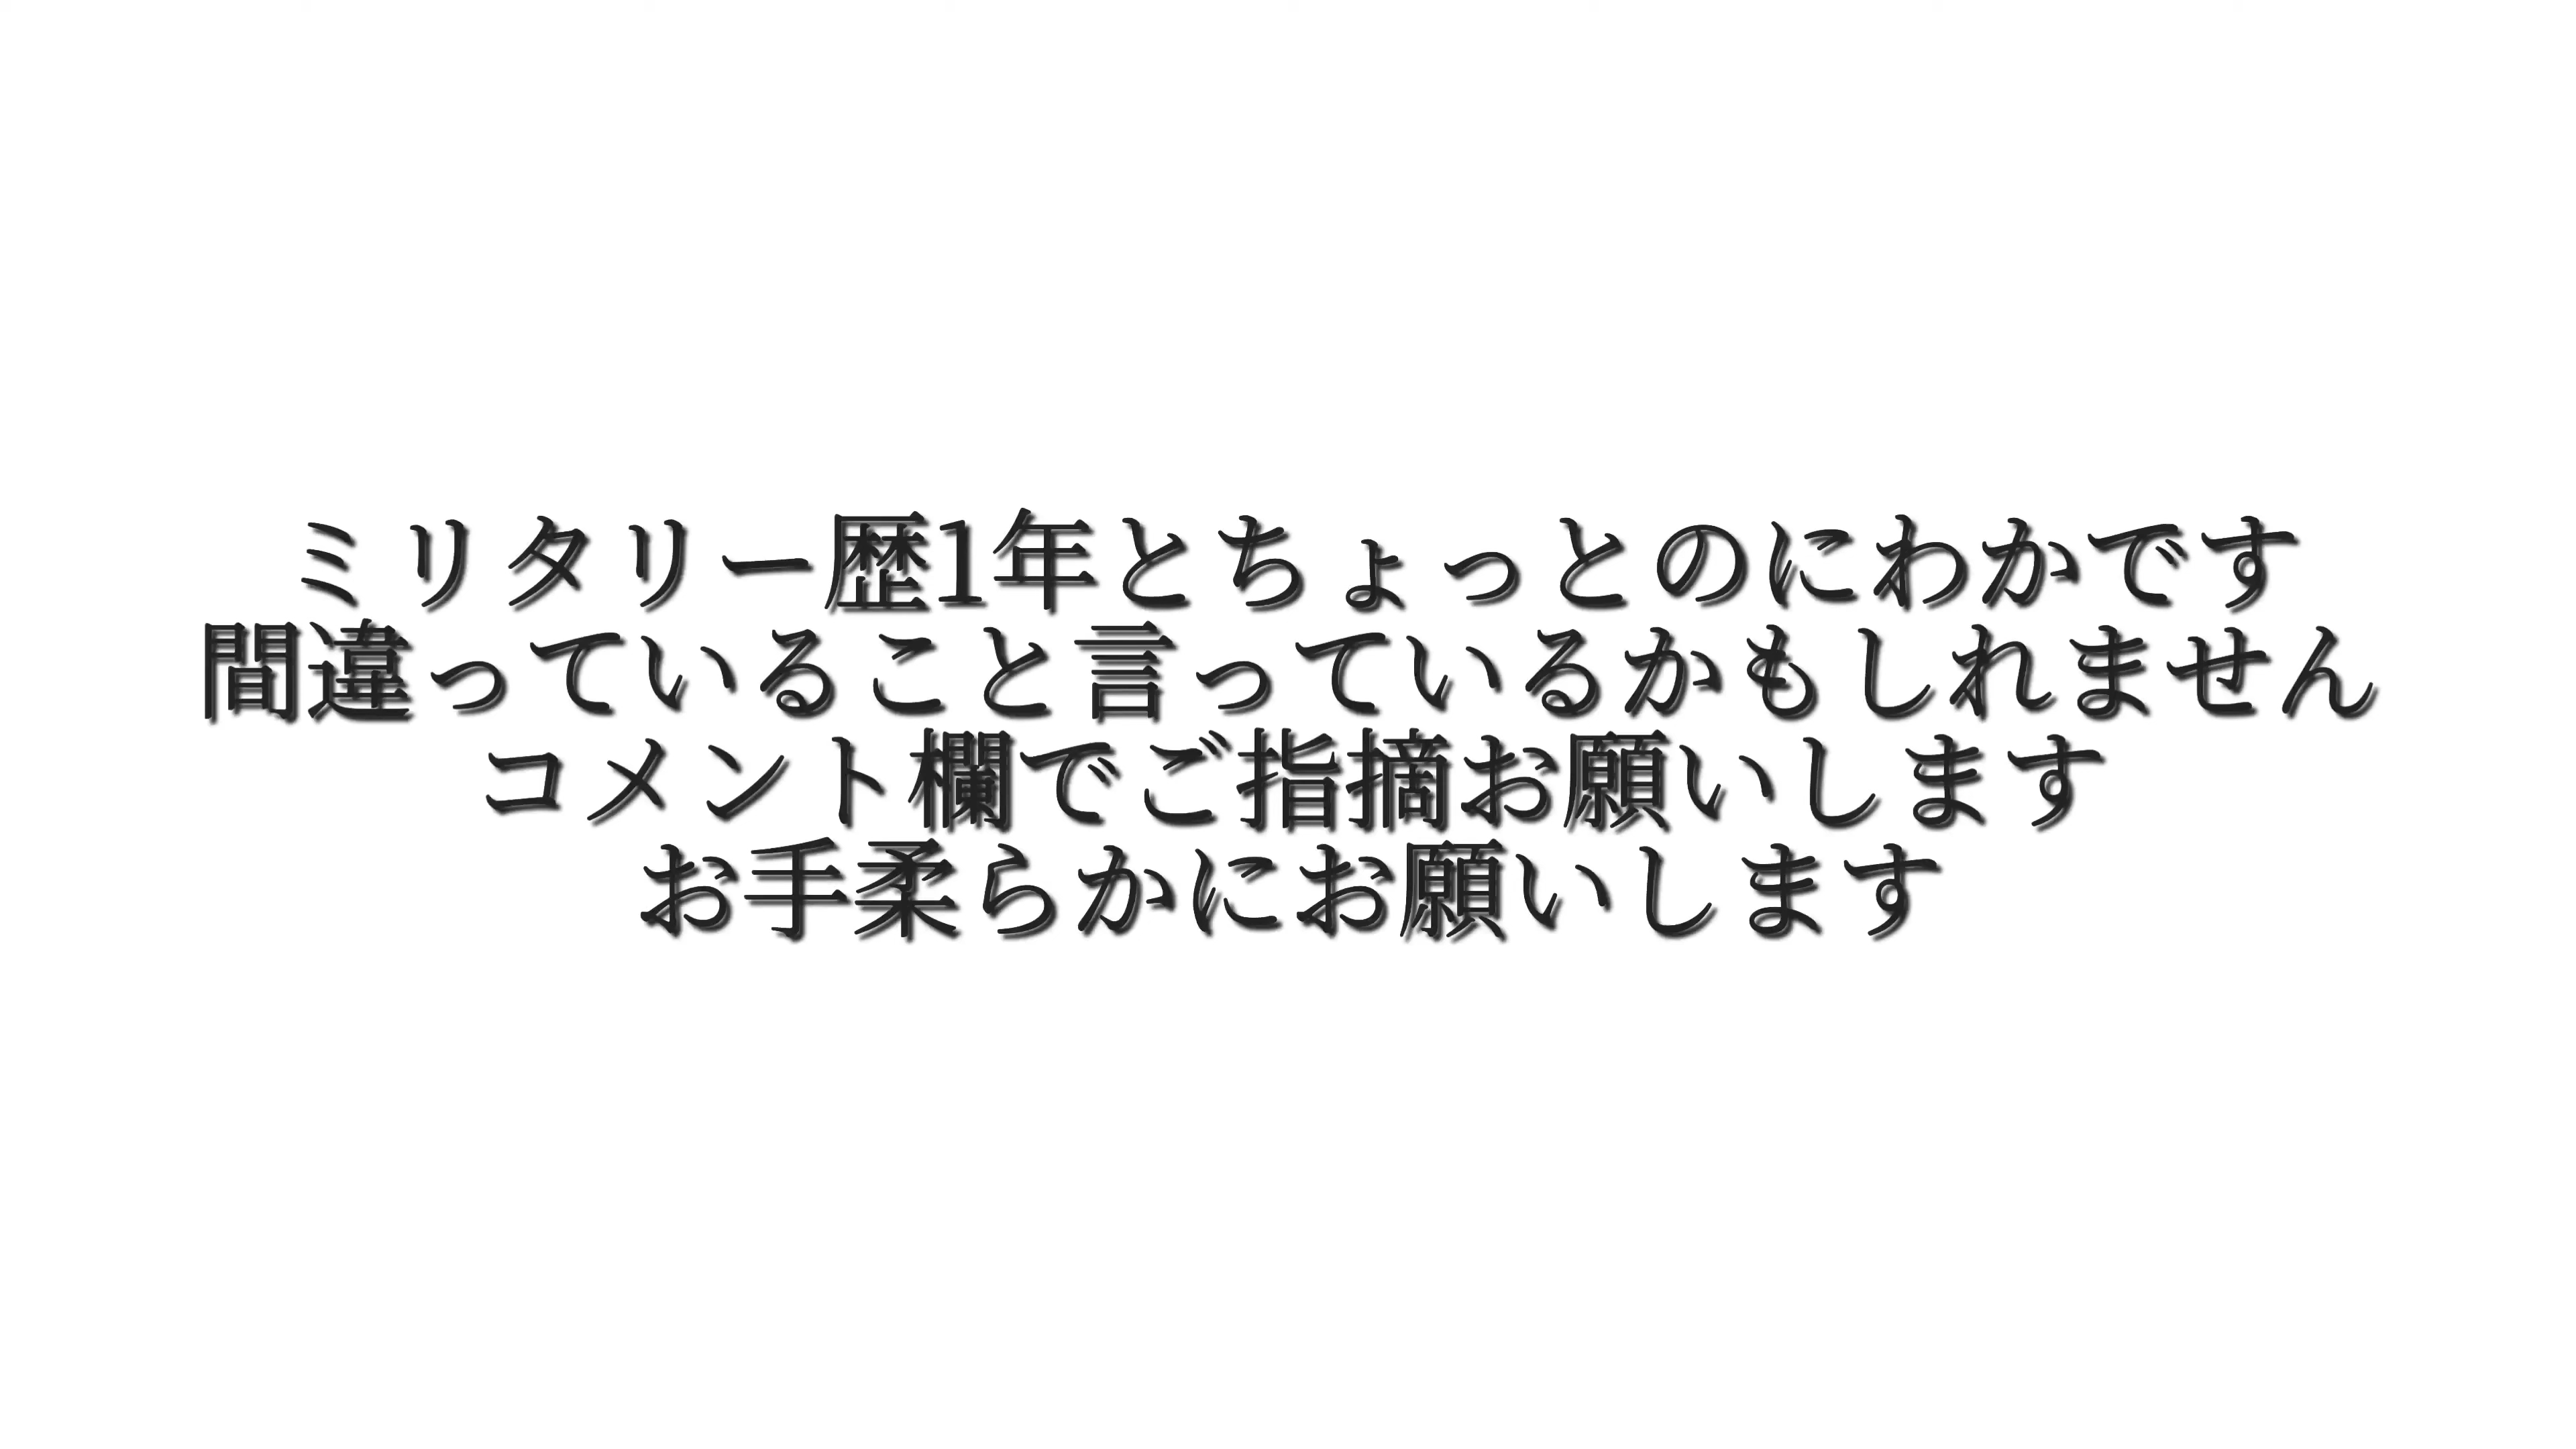 ミリタリー歴1年とちょっとのにわかです
間違っていること言っているかもしれません
コメント欄でご指摘お願いします
お手柔らかにお願いします